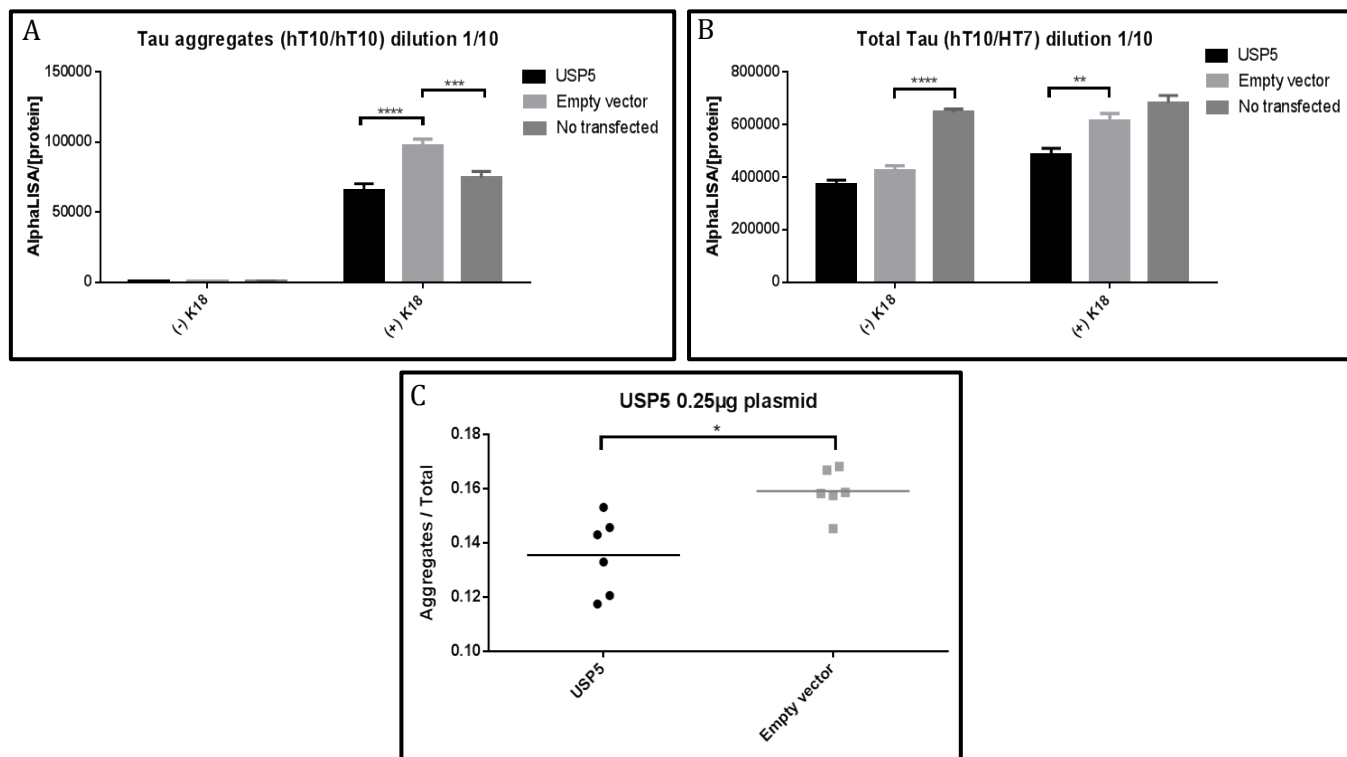 A
Tau aggregates (hT10/hT10) dilution 1/10
AlphaLISA/[protein]
150000
100000
50000
0
**** ***
USP5
Empty vector
No transfected
(-) K18
(+) K18
B
Total Tau (hT10/HT7) dilution 1/10
AlphaLISA/[protein]
800000
600000
400000
200000
0
**** **
USP5
Empty vector
No transfected
(-) K18
(+) K18
C
USP5 0.25µg plasmid
Aggregates / Total
0.18
0.16
0.14
0.12
0.10
*
USP5
Empty vector